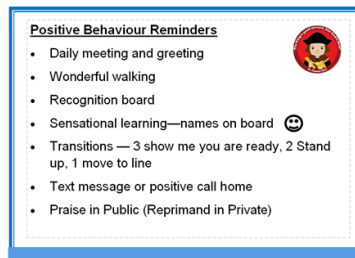 Positive Behaviour Reminders
• Daily meeting and greeting
• Wonderful walking
• Recognition board
• Sensational learning—names on board
• Transitions — 3 show me you are ready, 2 Stand
up, 1 move to line
• Text message or positive call home
• Praise in Public (Reprimand in Private)